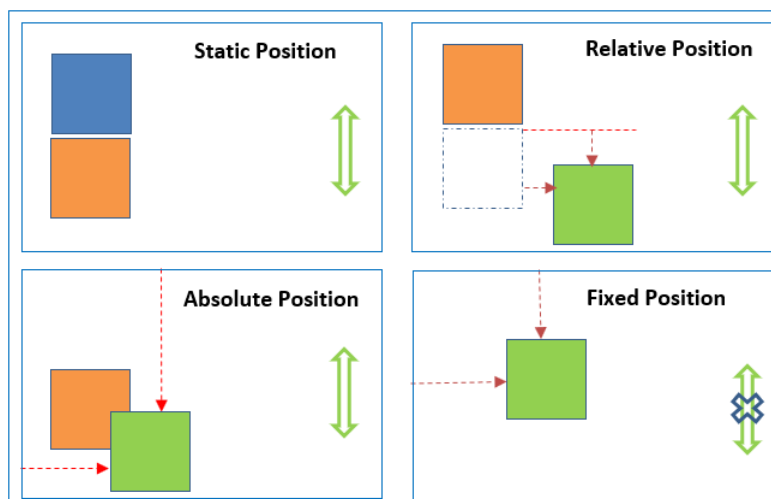 Static Position
Relative Position
Absolute Position
Fixed Position